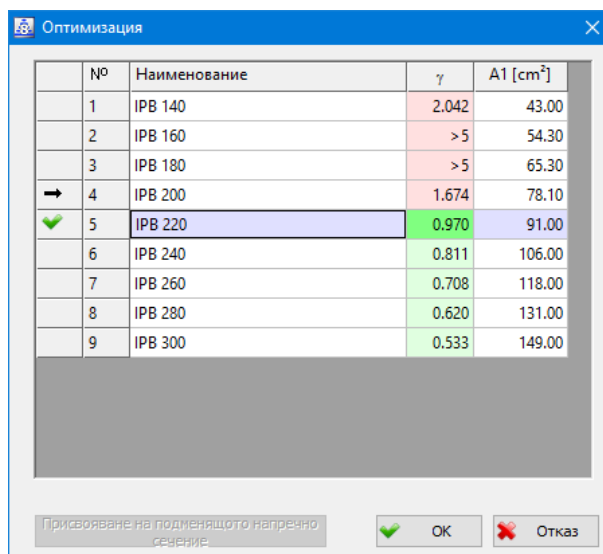 Оптимизация
Nº Наименование γ A1 [cm²]
1 IPB 140 2.042 43.00
2 IPB 160 >5 54.30
3 IPB 180 >5 65.30
4 IPB 200 1.674 78.10
5 IPB 220 0.970 91.00
6 IPB 240 0.811 106.00
7 IPB 260 0.708 118.00
8 IPB 280 0.620 131.00
9 IPB 300 0.533 149.00
Присвояване на подменящото напречно
сечение
OK Отказ